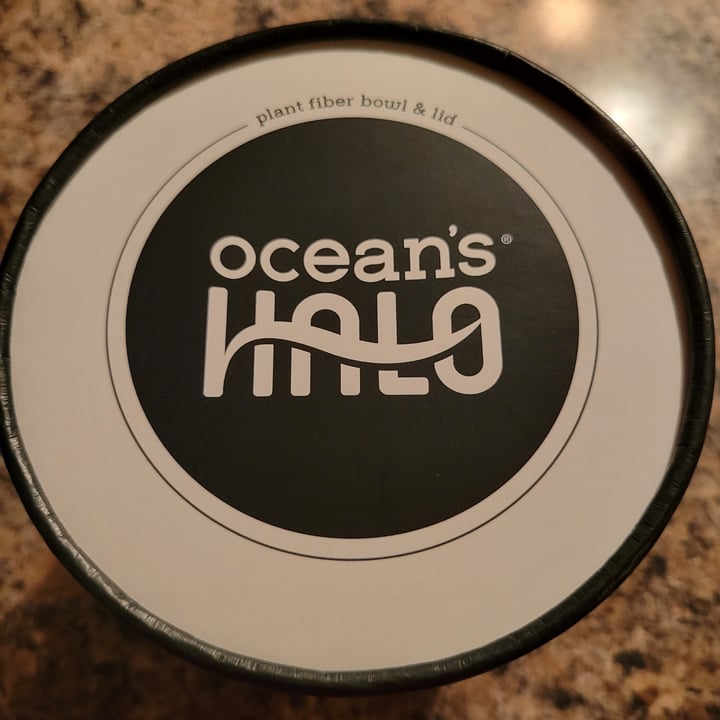 plant fiber bowl & lid
ocean's®
HALO